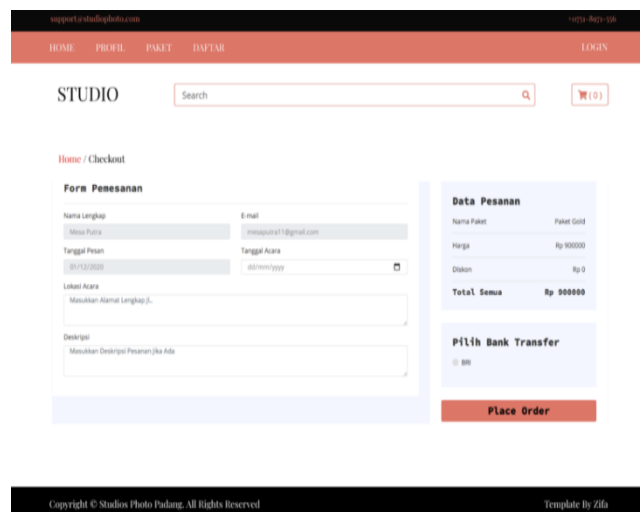 support@studiophoto.com +0751-8071-556
HOME PROFIL PAKET DAFTAR LOGIN
STUDIO Search ( 0 )
Home / Checkout
Form Pemesanan
Nama Lengkap E-mail
Mesa Putra mesaputra11@gmail.com
Tanggal Pesan Tanggal Acara
01/12/2020 dd/mm/yyyy
Lokasi Acara
Masukkan Alamat Lengkap Jl..
Deskripsi
Masukkan Deskripsi Pesanan Jika Ada
Data Pesanan
Nama Paket Paket Gold
Harga Rp 900000
Diskon Rp 0
Total Semua Rp 900000
Pilih Bank Transfer
BRI
Place Order
Copyright © Studios Photo Padang. All Rights Reserved Template By Zifa